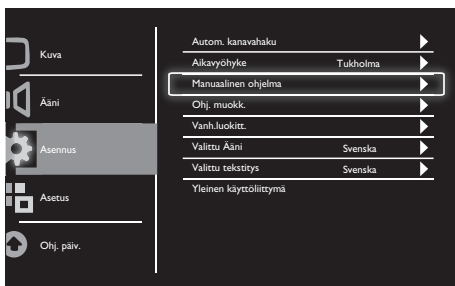 Kuva
Ääni
Asennus
Asetus
Ohj. päiv.
Autom. kanavahaku
Aikavyöhyke Tukholma
Manuaalinen ohjelma
Ohj. muokk.
Vanh.luokitt.
Valittu Ääni Svenska
Valittu tekstitys Svenska
Yleinen käyttöliittymä